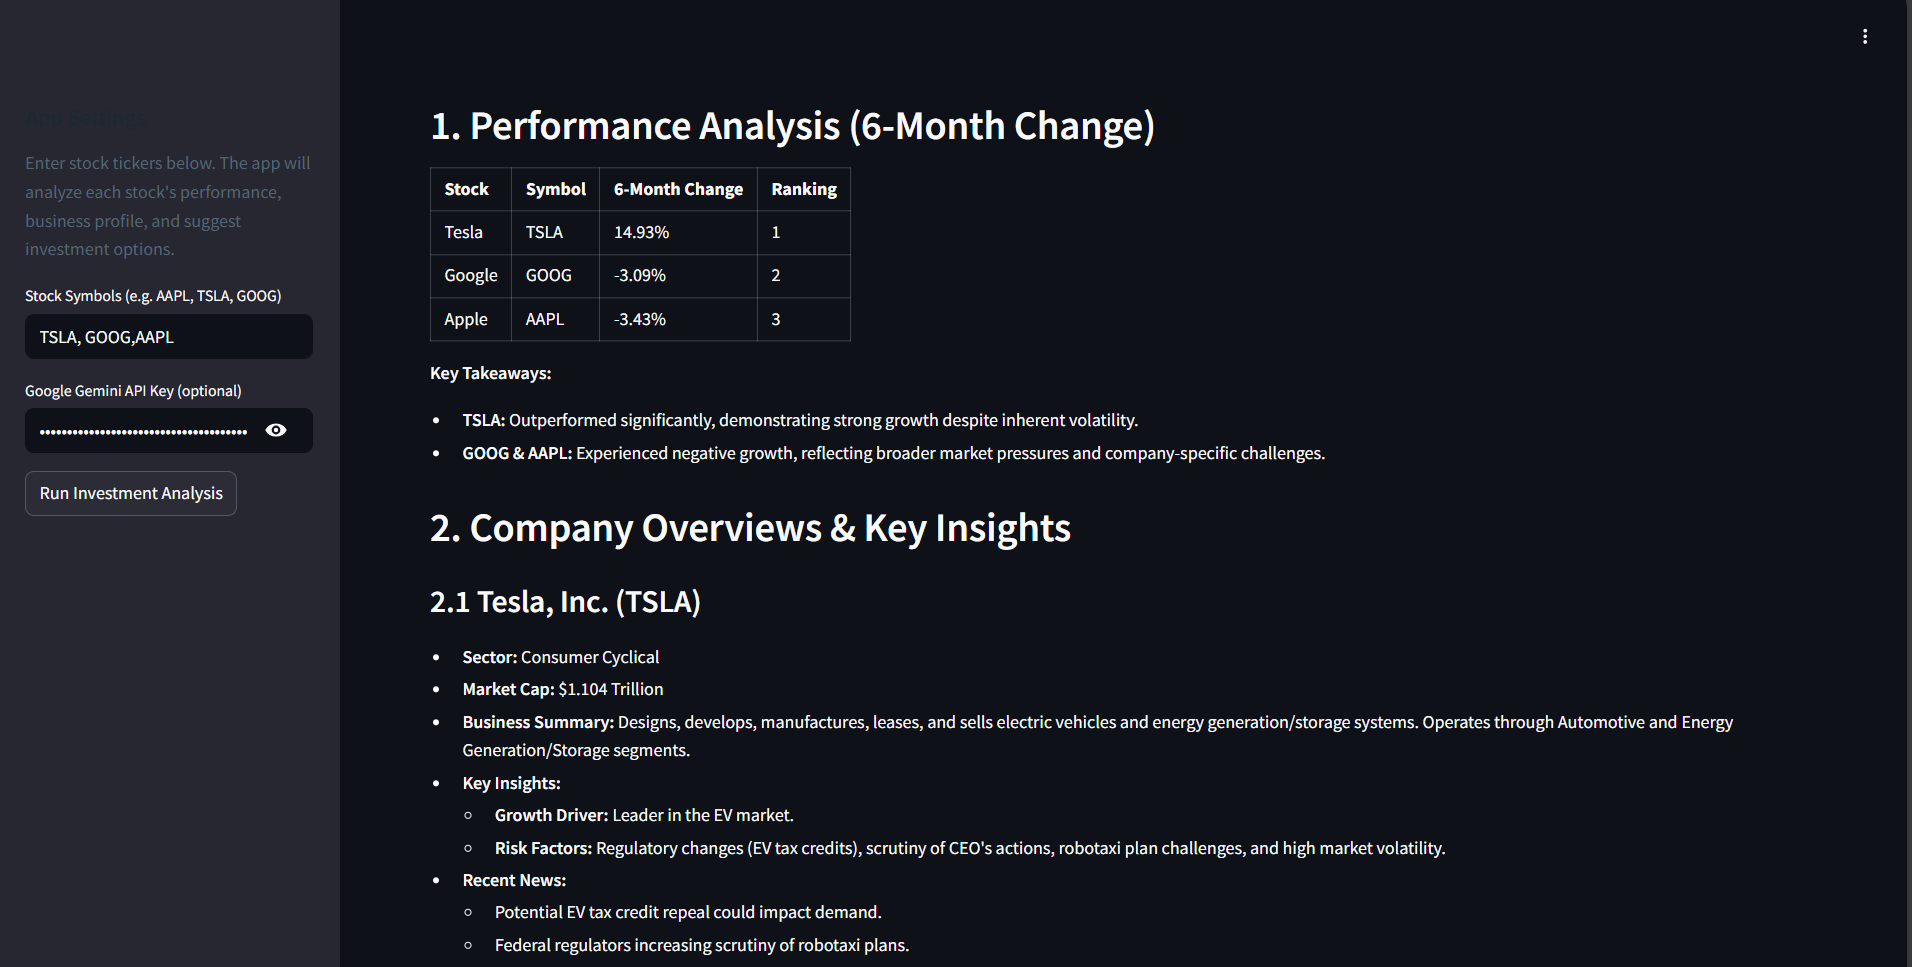 Enter stock tickers below. The app will
analyze each stock's performance,
business profile, and suggest
investment options.
Stock Symbols (e.g. AAPL, TSLA, GOOG)
TSLA, GOOG,AAPL
Google Gemini API Key (optional)
Run Investment Analysis
1. Performance Analysis (6-Month Change)
Stock Symbol 6-Month Change Ranking
Tesla TSLA 14.93% 1
Google GOOG -3.09% 2
Apple AAPL -3.43% 3
Key Takeaways:
• TSLA: Outperformed significantly, demonstrating strong growth despite inherent volatility.
• GOOG & AAPL: Experienced negative growth, reflecting broader market pressures and company-specific challenges.
2. Company Overviews & Key Insights
2.1 Tesla, Inc. (TSLA)
• Sector: Consumer Cyclical
• Market Cap: $1.104 Trillion
• Business Summary: Designs, develops, manufactures, leases, and sells electric vehicles and energy generation/storage systems. Operates through Automotive and Energy
Generation/Storage segments.
• Key Insights:
◦ Growth Driver: Leader in the EV market.
◦ Risk Factors: Regulatory changes (EV tax credits), scrutiny of CEO's actions, robotaxi plan challenges, and high market volatility.
• Recent News:
◦ Potential EV tax credit repeal could impact demand.
◦ Federal regulators increasing scrutiny of robotaxi plans.